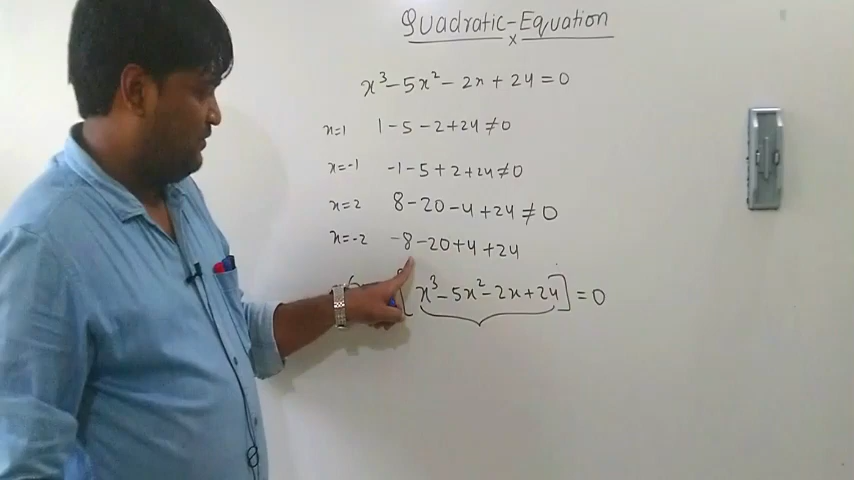 Quadratic-Equation
x
x³-5x²-2x+24=0
x=1 1-5-2+24≠0
x=-1 -1-5+2+24≠0
x=2 8-20-4+24≠0
x=-2 -8-20+4+24
[x³-5x²-2x+24]=0